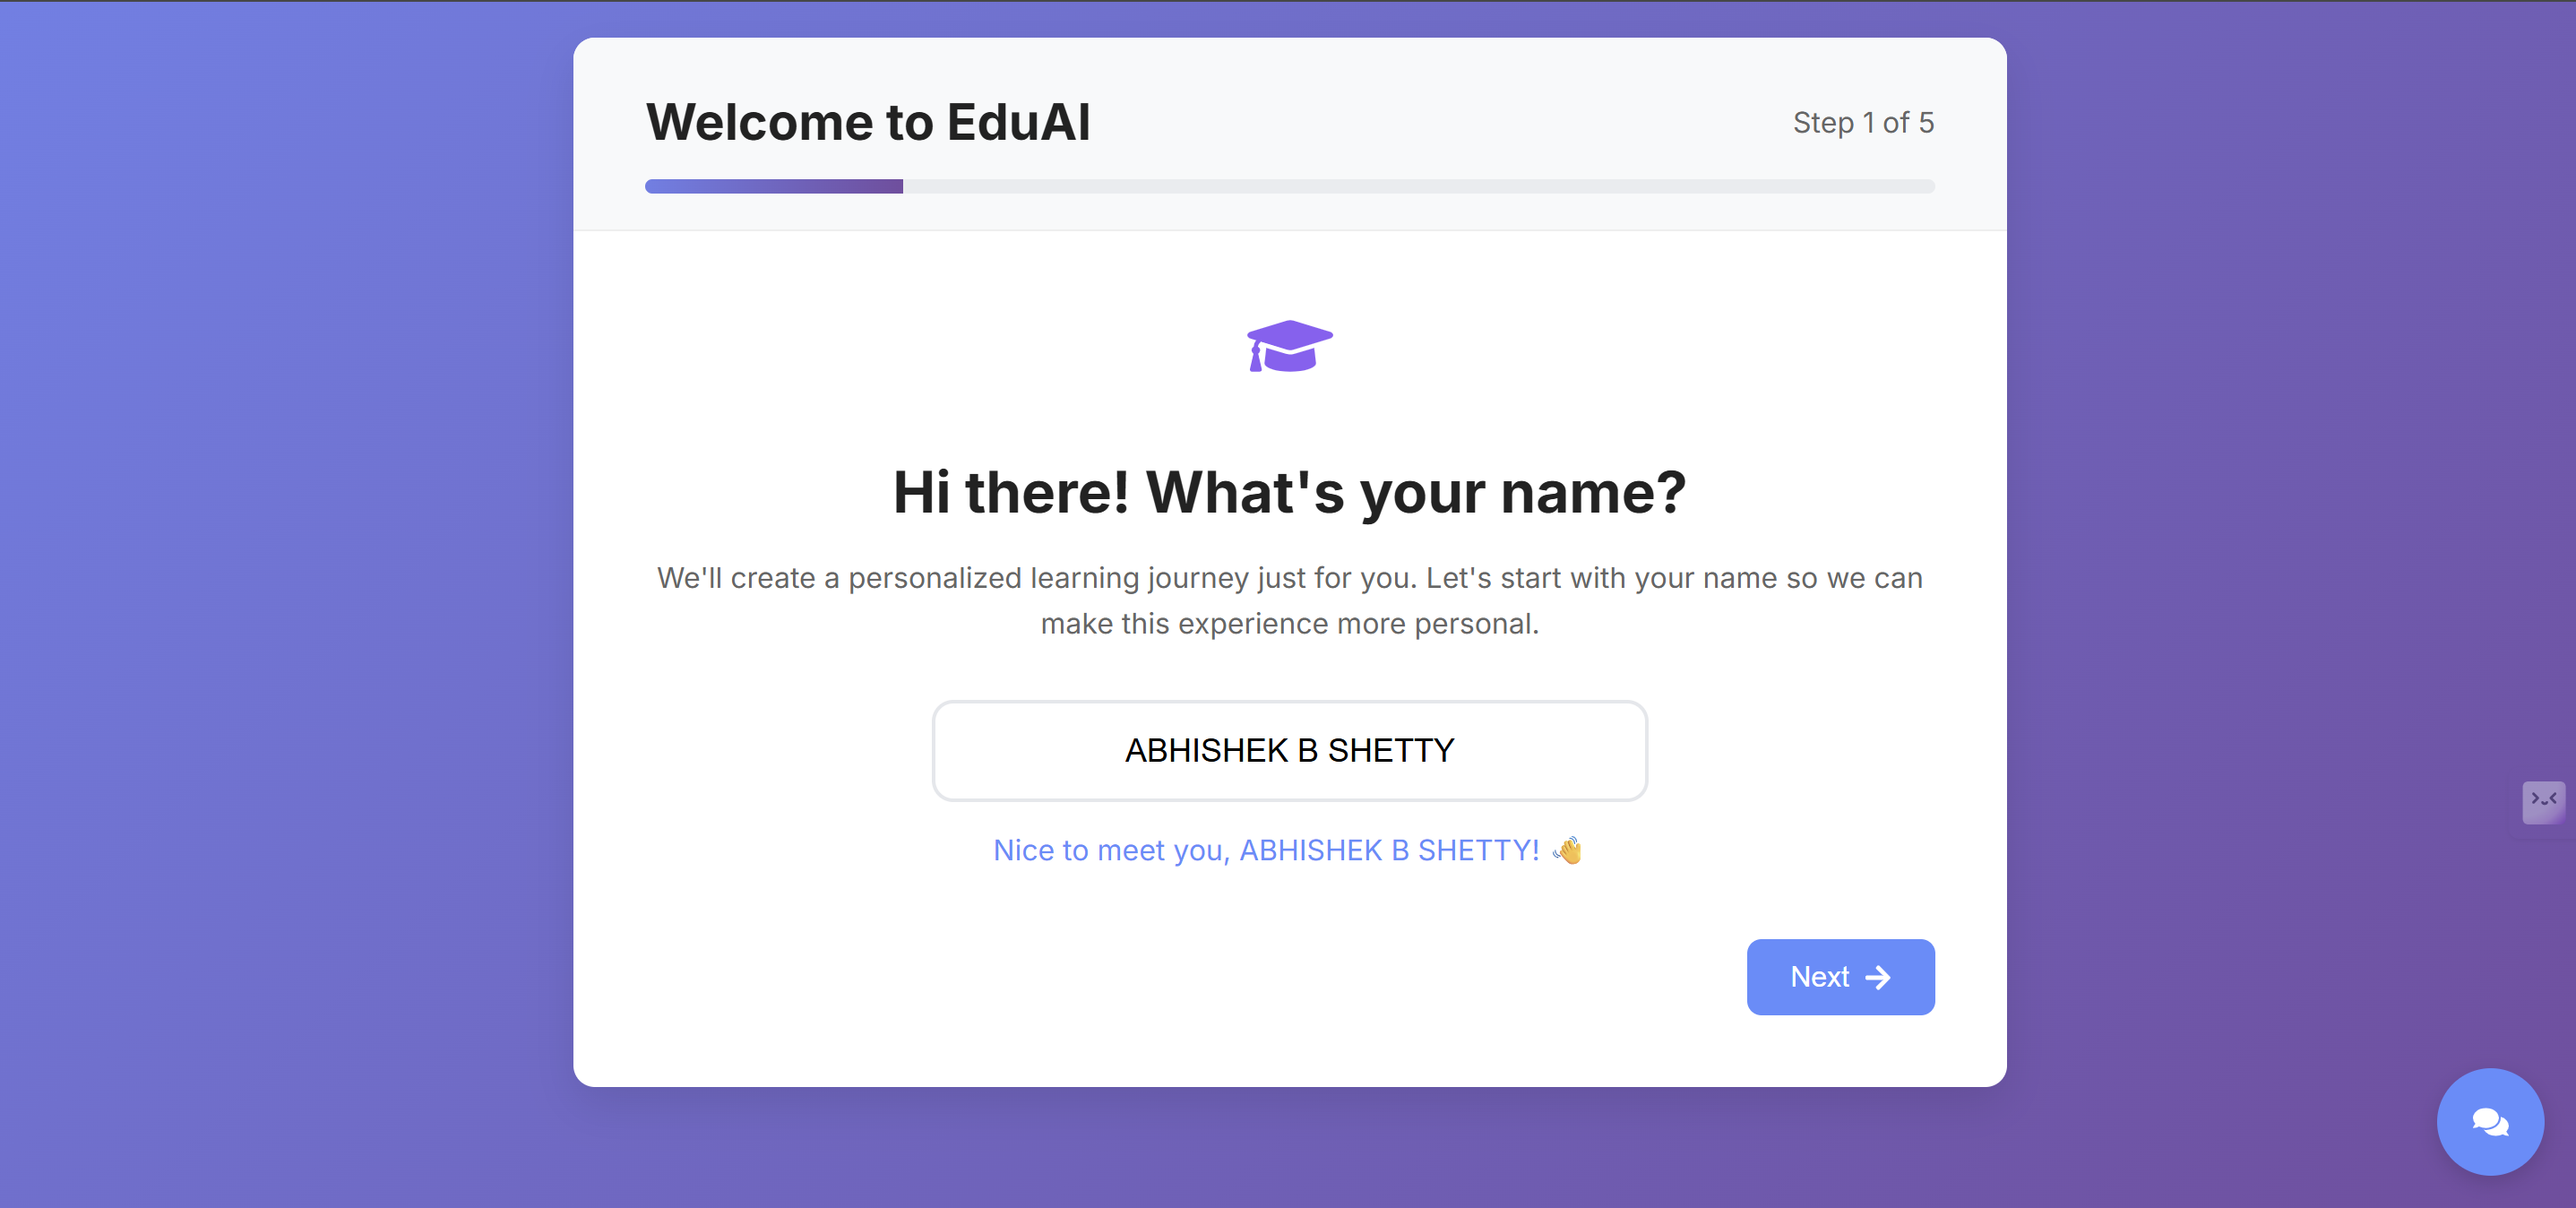 Welcome to EduAI
Step 1 of 5
Hi there! What's your name?
We'll create a personalized learning journey just for you. Let's start with your name so we can
make this experience more personal.
ABHISHEK B SHETTY
Nice to meet you, ABHISHEK B SHETTY! 👋
Next →